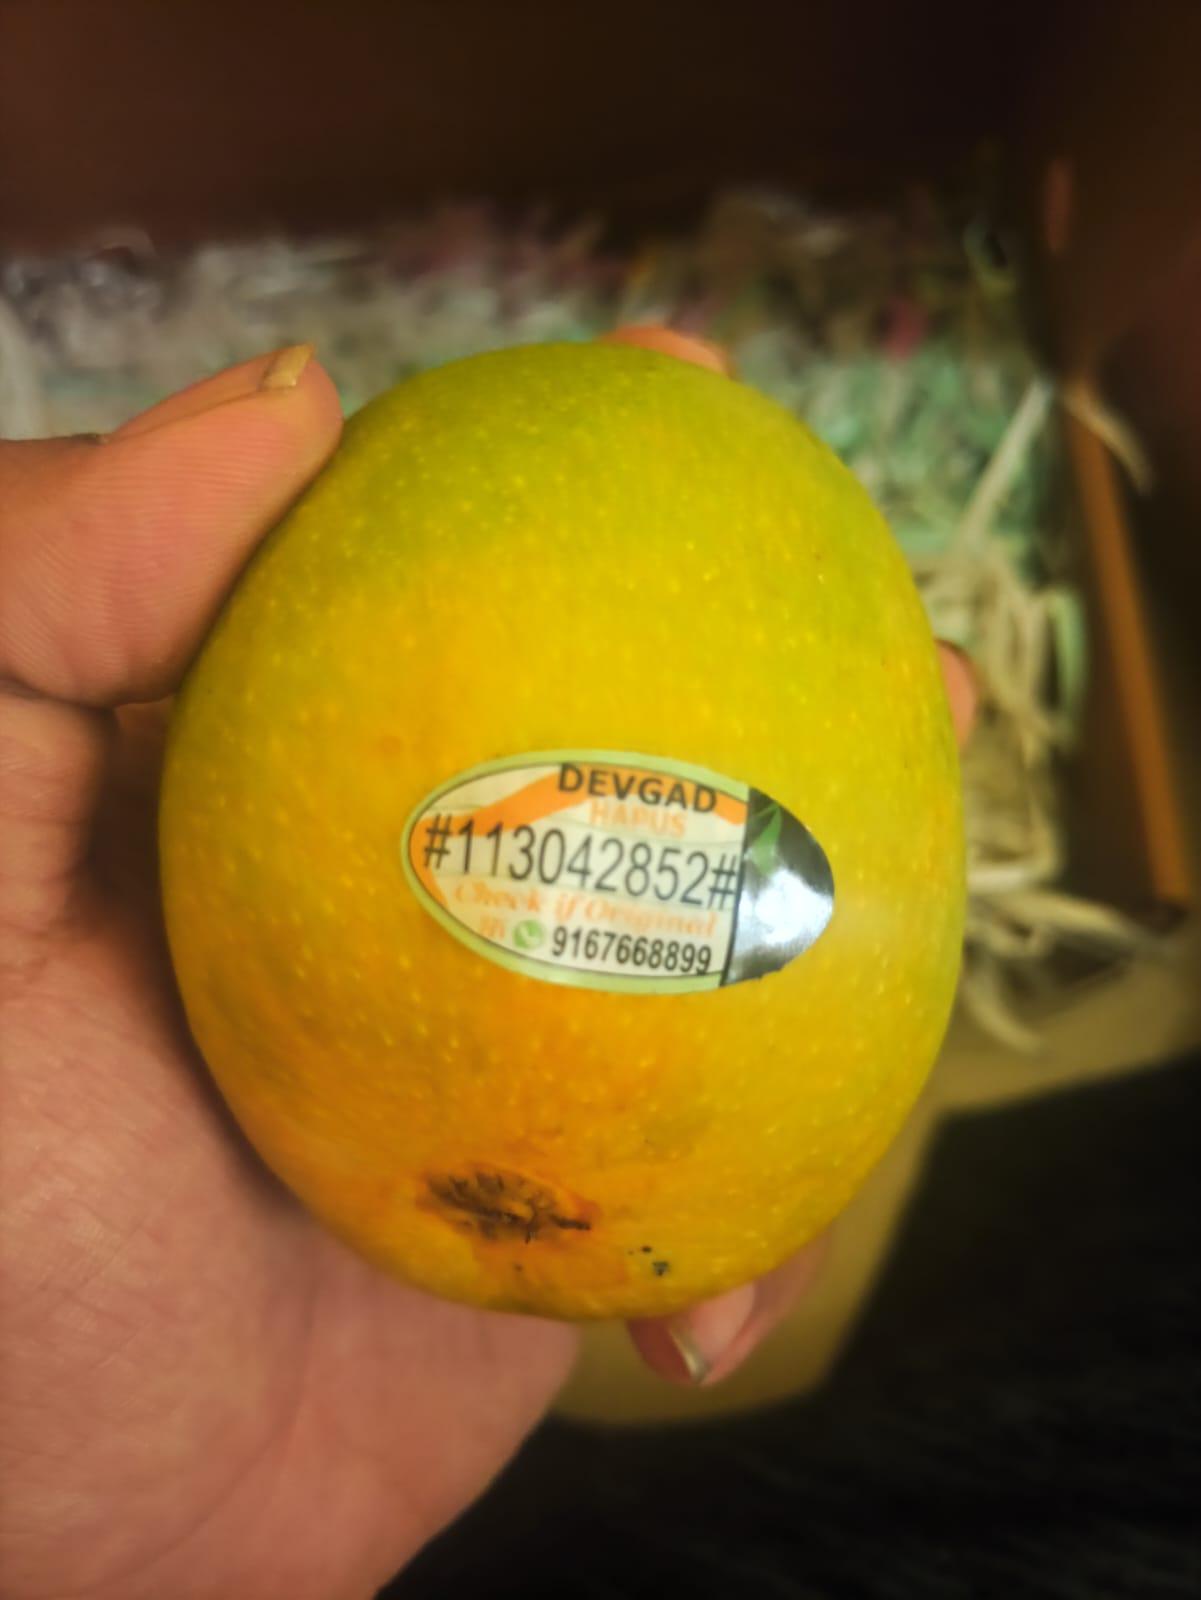 DEVGAD
HAPUS
#113042852#
Check if Original
9167668899